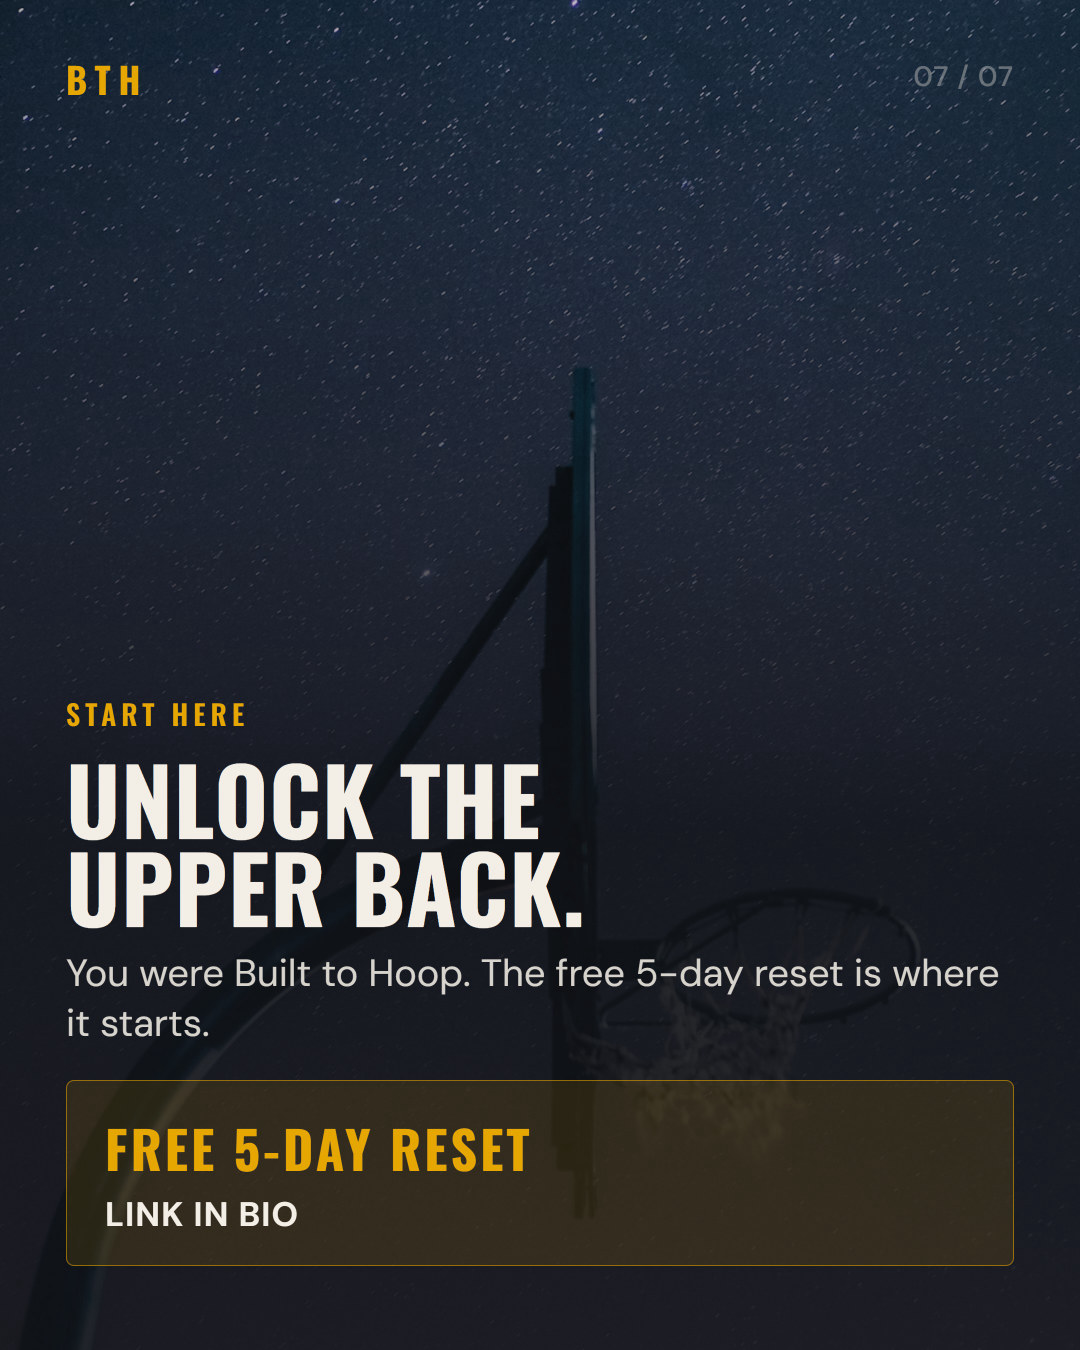 BTH
07 / 07
START HERE
UNLOCK THE
UPPER BACK.
You were Built to Hoop. The free 5-day reset is where
it starts.
FREE 5-DAY RESET
LINK IN BIO